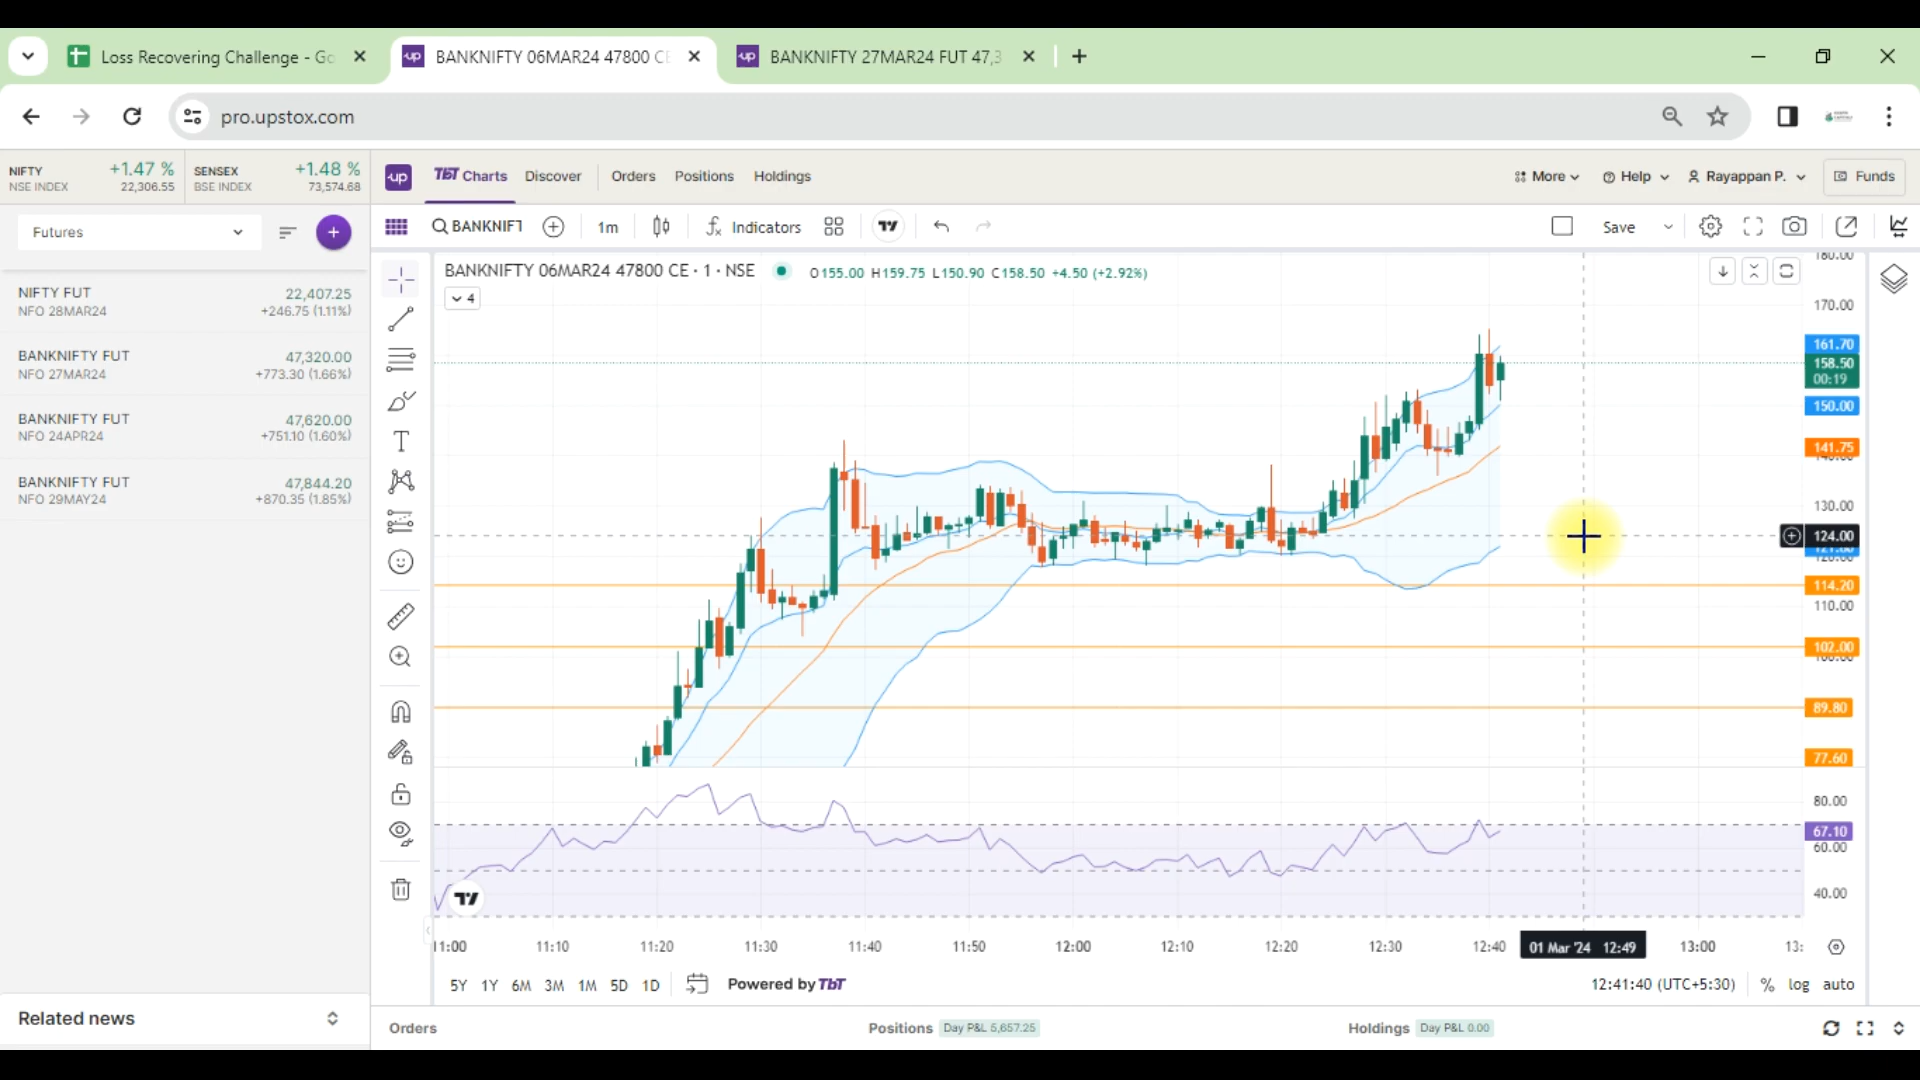 Loss Recovering Challenge - Go
BANKNIFTY 06MAR24 47800 CE
BANKNIFTY 27MAR24 FUT 47,3
pro.upstox.com
NIFTY +1.47 %
NSE INDEX 22,306.55
SENSEX +1.48 %
BSE INDEX 73,574.68
up
TbT Charts Discover Orders Positions Holdings
More Help Rayappan P. Funds
Futures
BANKNIFT 1m Indicators Save
NIFTY FUT 22,407.25
NFO 28MAR24 +246.75 (1.11%)
BANKNIFTY FUT 47,320.00
NFO 27MAR24 +773.30 (1.66%)
BANKNIFTY FUT 47,620.00
NFO 24APR24 +751.10 (1.60%)
BANKNIFTY FUT 47,844.20
NFO 29MAY24 +870.35 (1.85%)
BANKNIFTY 06MAR24 47800 CE · 1 · NSE O155.00 H159.75 L150.90 C158.50 +4.50 (+2.92%)
4
180.00
170.00
161.70
158.50
00:19
150.00
141.75
130.00
124.00
114.20
110.00
102.00
89.80
77.60
80.00
67.10
60.00
40.00
11:00 11:10 11:20 11:30 11:40 11:50 12:00 12:10 12:20 12:30 12:40 01 Mar '24 12:49 13:00 13:
5Y 1Y 6M 3M 1M 5D 1D Powered by TbT 12:41:40 (UTC+5:30) % log auto
Related news
Orders Positions Day P&L 5,657.25 Holdings Day P&L 0.00